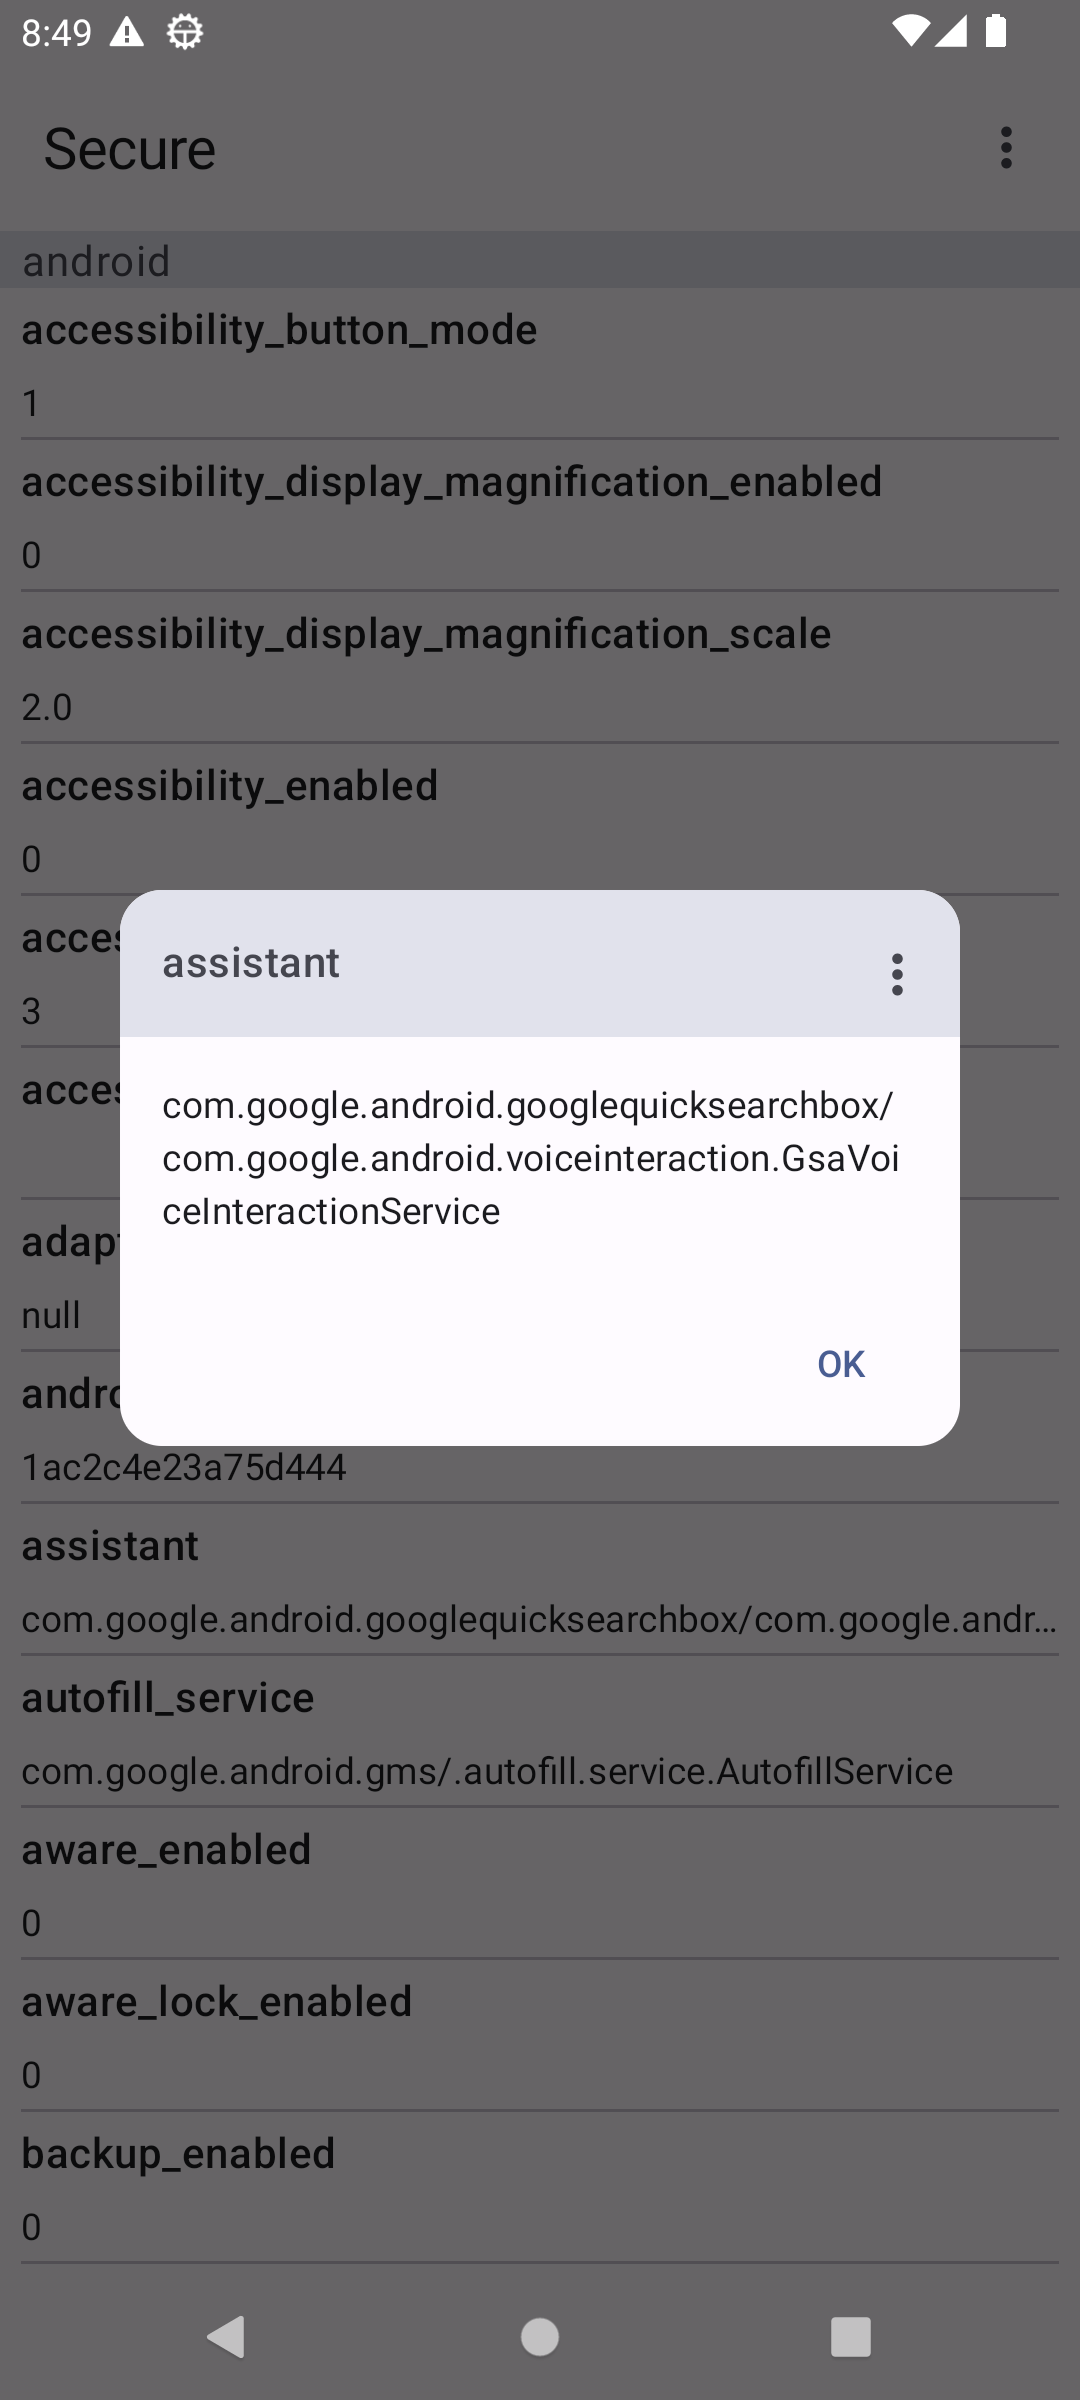 8:49
Secure
android
accessibility_button_mode
1
accessibility_display_magnification_enabled
0
accessibility_display_magnification_scale
2.0
accessibility_enabled
0
acces
3
acces
assistant
com.google.android.googlequicksearchbox/
com.google.android.voiceinteraction.GsaVoi
ceInteractionService
OK
adap
null
andro
1ac2c4e23a75d444
assistant
com.google.android.googlequicksearchbox/com.google.andr…
autofill_service
com.google.android.gms/.autofill.service.AutofillService
aware_enabled
0
aware_lock_enabled
0
backup_enabled
0